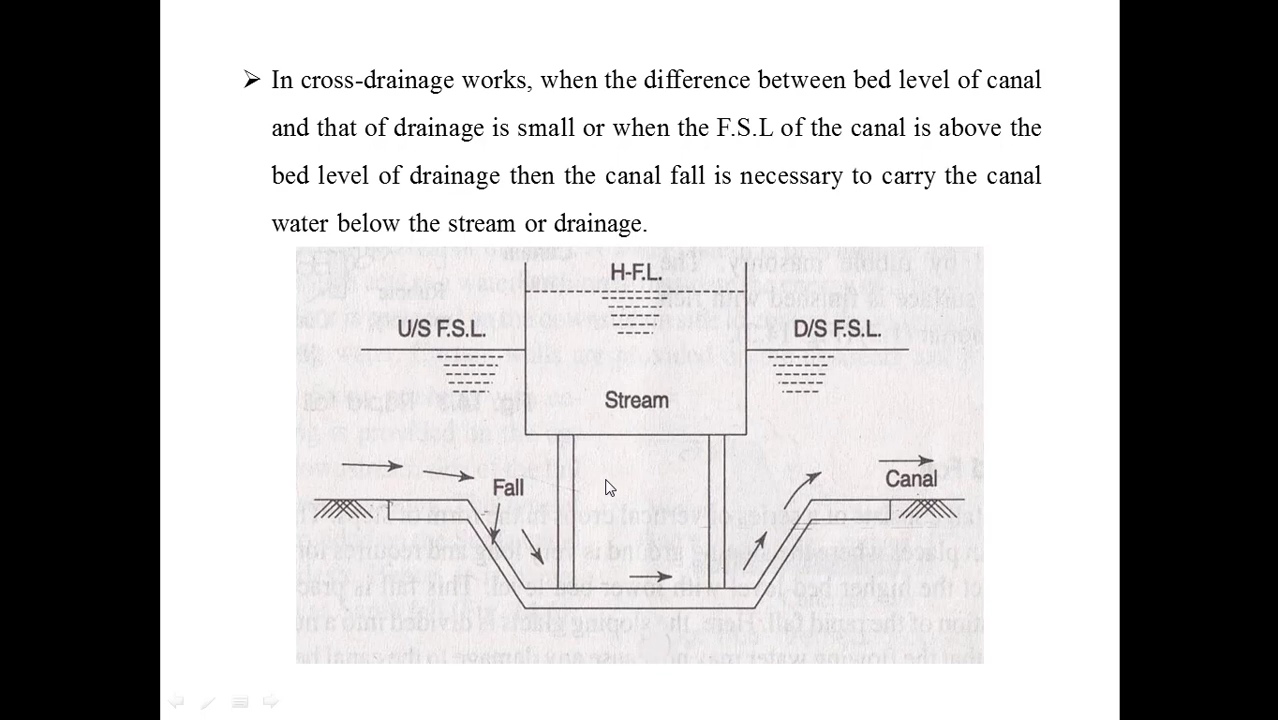 In cross-drainage works, when the difference between bed level of canal
and that of drainage is small or when the F.S.L of the canal is above the
bed level of drainage then the canal fall is necessary to carry the canal
water below the stream or drainage.
H-F.L.
U/S F.S.L.
D/S F.S.L.
Stream
Fall
Canal